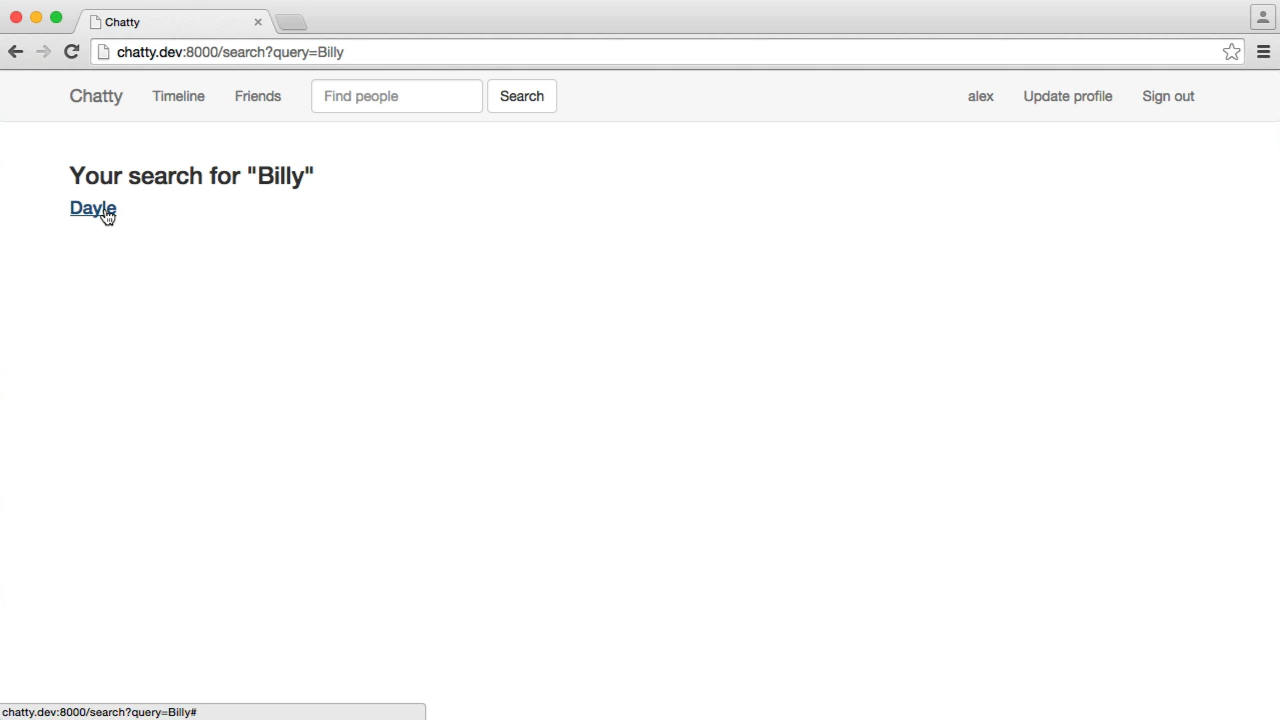 Chatty
chatty.dev:8000/search?query=Billy
Chatty Timeline Friends Find people Search alex Update profile Sign out
Your search for "Billy"
Dayle
chatty.dev:8000/search?query=Billy#